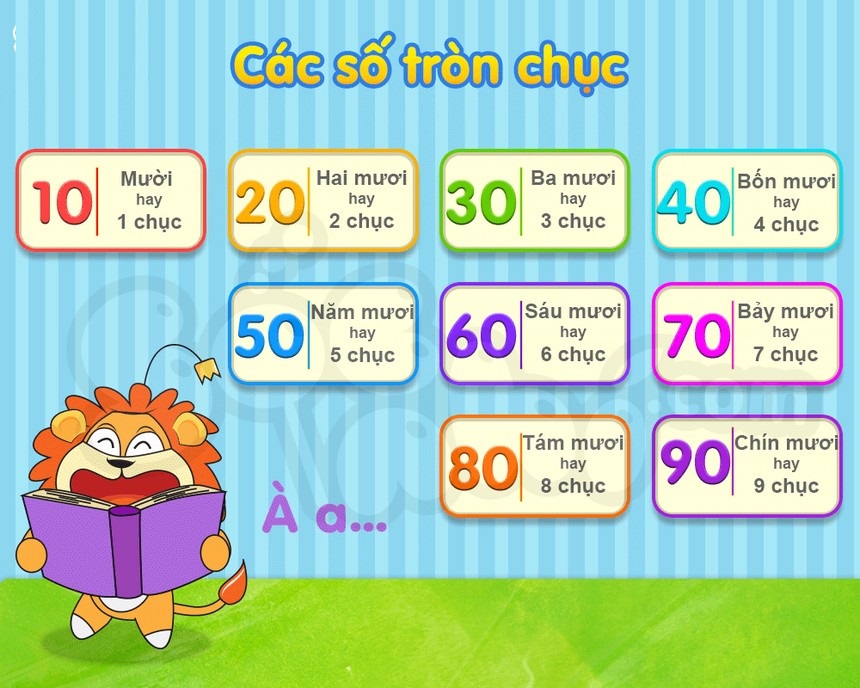 Các số tròn chục
10
Mười
hay
1 chục
20
Hai mươi
hay
2 chục
30
Ba mươi
hay
3 chục
40
Bốn mươi
hay
4 chục
50
Năm mươi
hay
5 chục
60
Sáu mươi
hay
6 chục
70
Bảy mươi
hay
7 chục
80
Tám mươi
hay
8 chục
90
Chín mươi
hay
9 chục
À a...